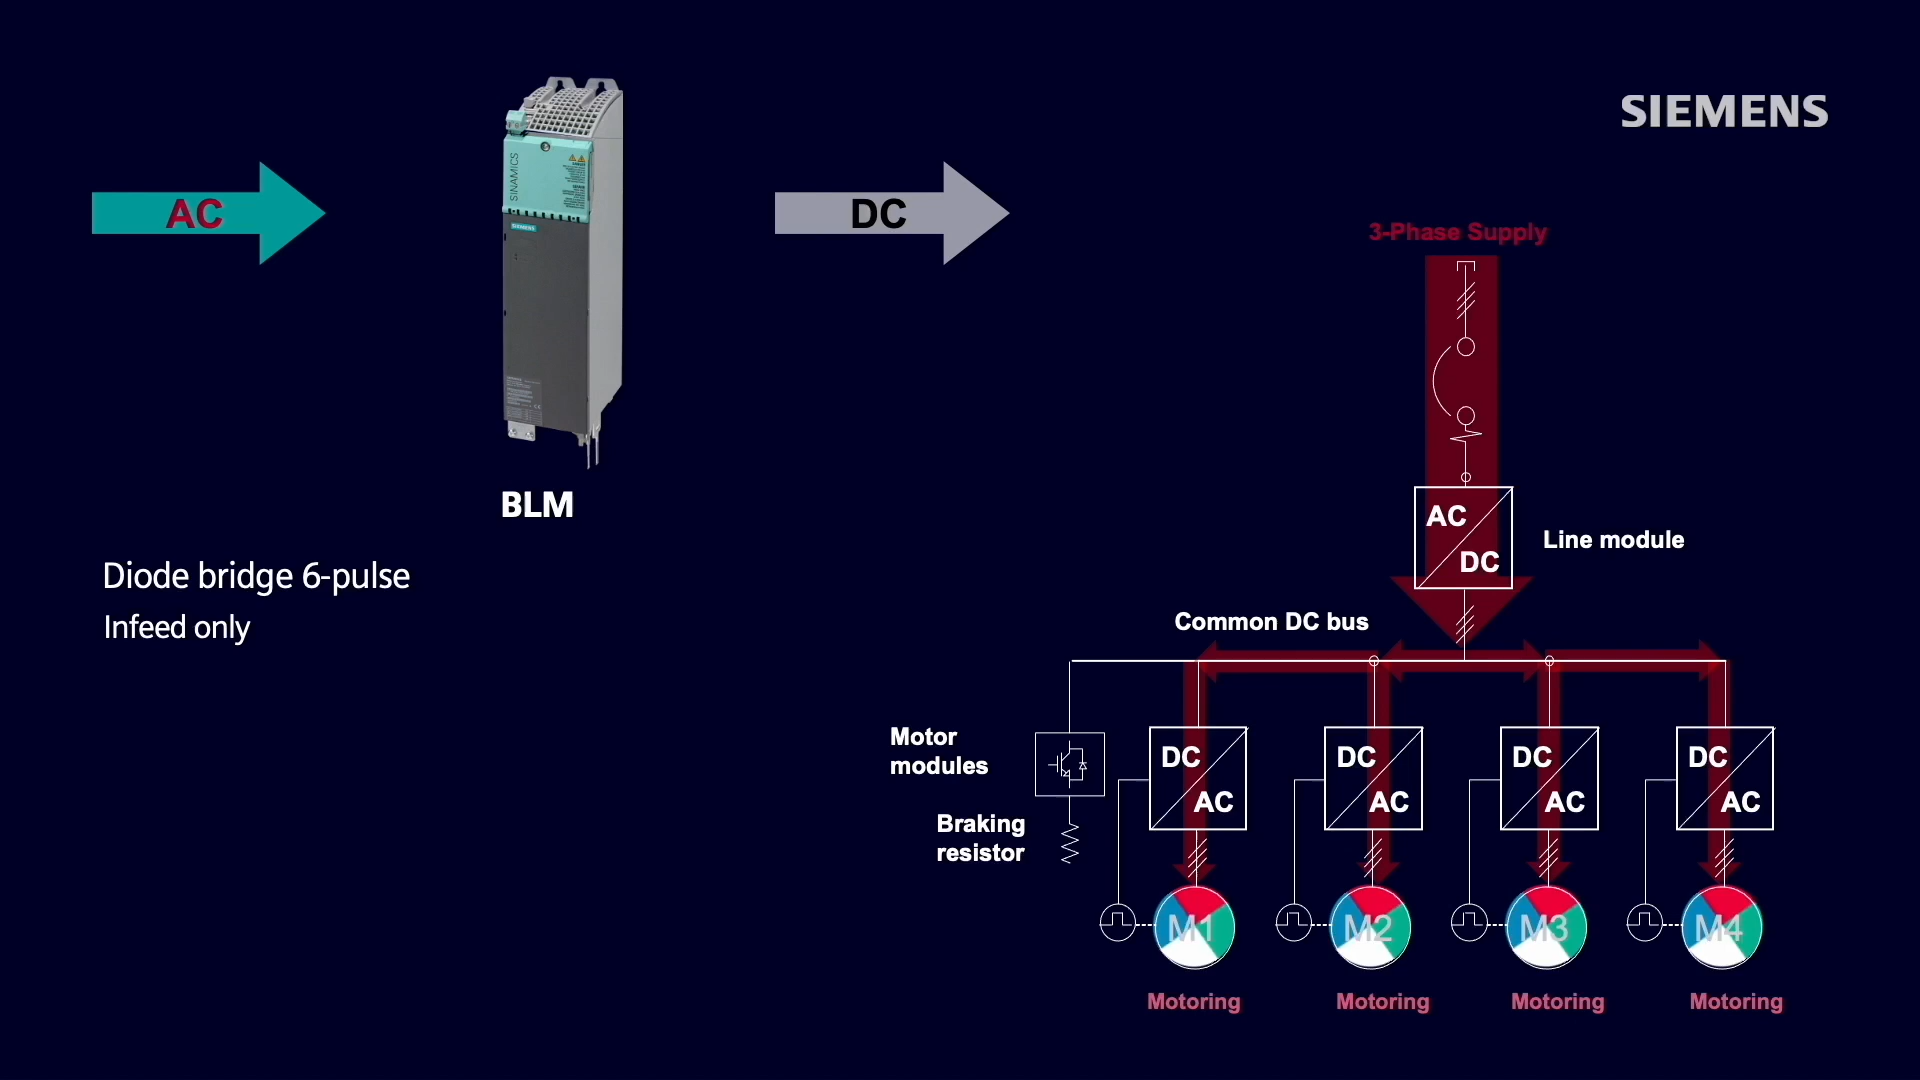 SIEMENS
AC
SINAMICS
SIEMENS
DC
BLM
Diode bridge 6-pulse
Infeed only
3-Phase Supply
AC
DC
Line module
Common DC bus
Motor
modules
Braking
resistor
DC
AC
DC
AC
DC
AC
DC
AC
M1
M2
M3
M4
Motoring
Motoring
Motoring
Motoring